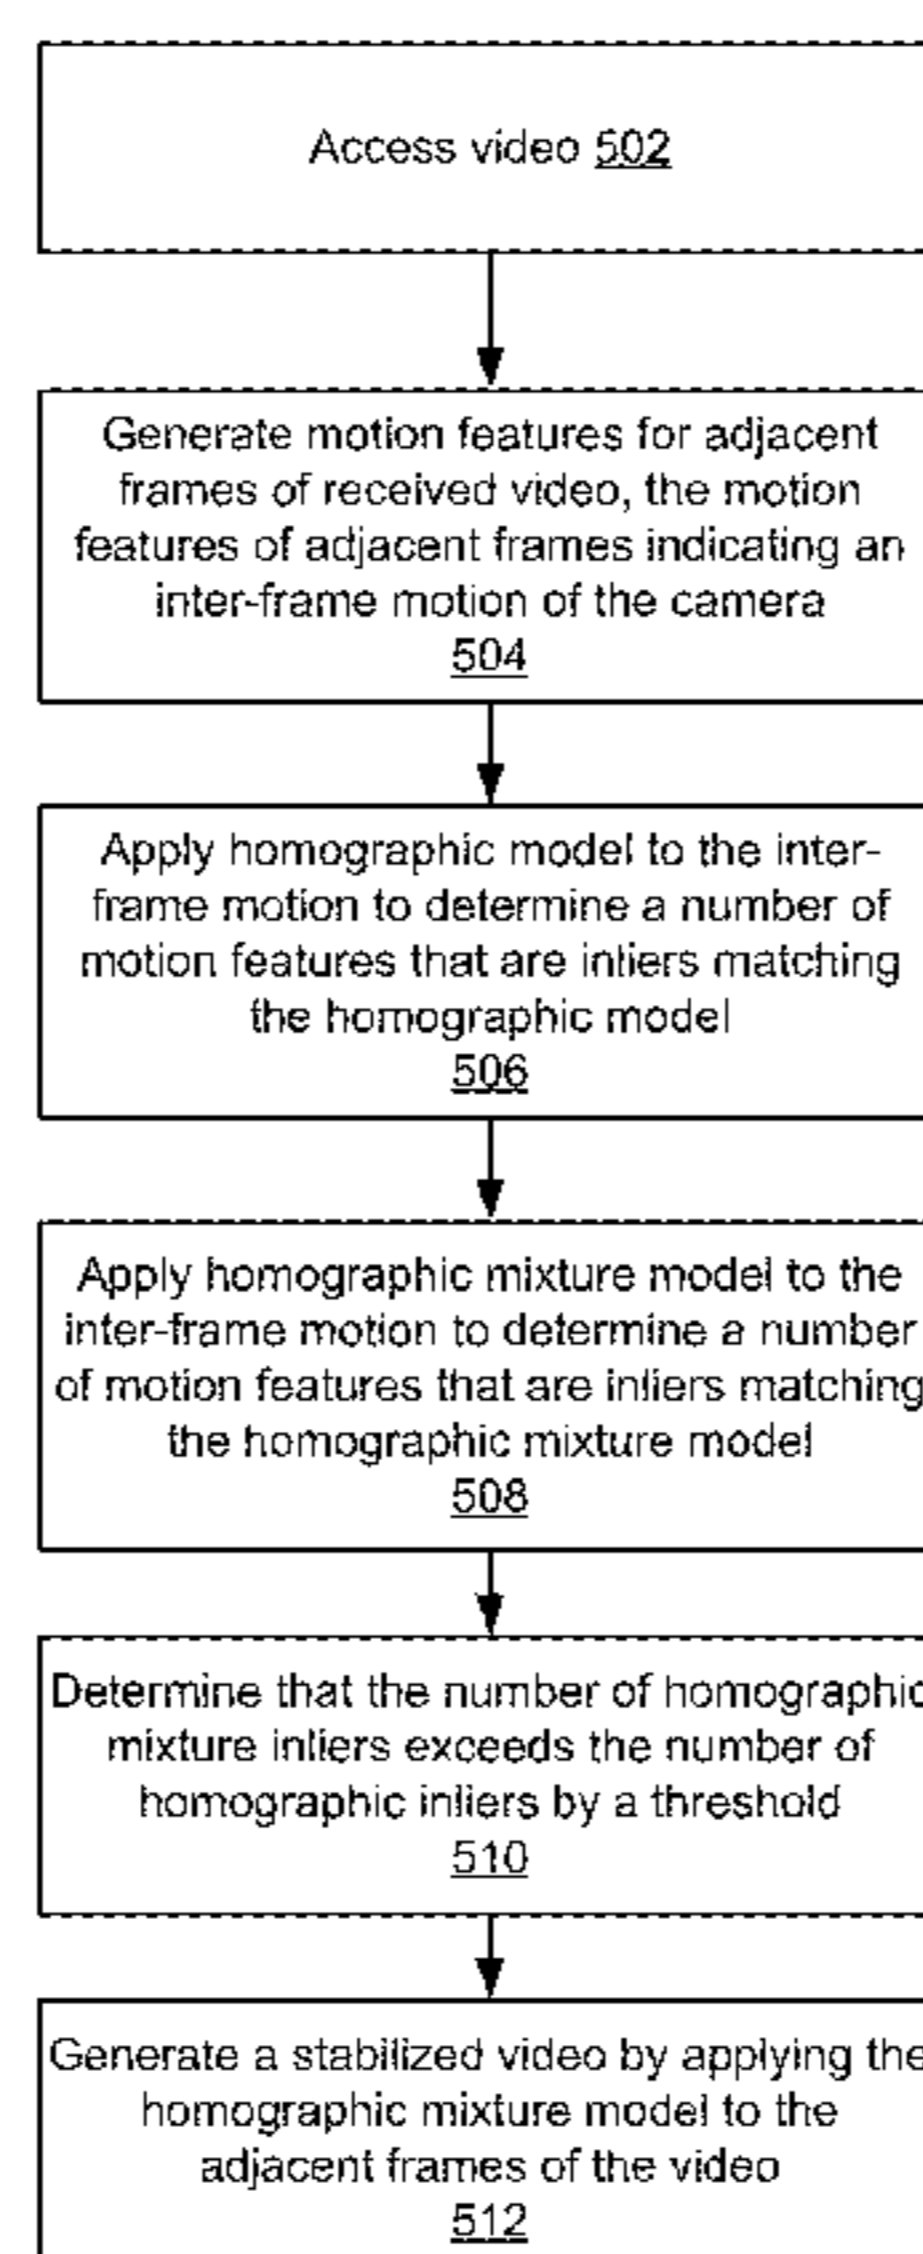 Access video 502
Generate motion features for adjacent
frames of received video, the motion
features of adjacent frames indicating an
inter-frame motion of the camera
504
Apply homographic model to the inter-
frame motion to determine a number of
motion features that are inliers matching
the homographic model
506
Apply homographic mixture model to the
inter-frame motion to determine a number
of motion features that are inliers matching
the homographic mixture model
508
Determine that the number of homographic
mixture inliers exceeds the number of
homographic inliers by a threshold
510
Generate a stabilized video by applying the
homographic mixture model to the
adjacent frames of the video
512